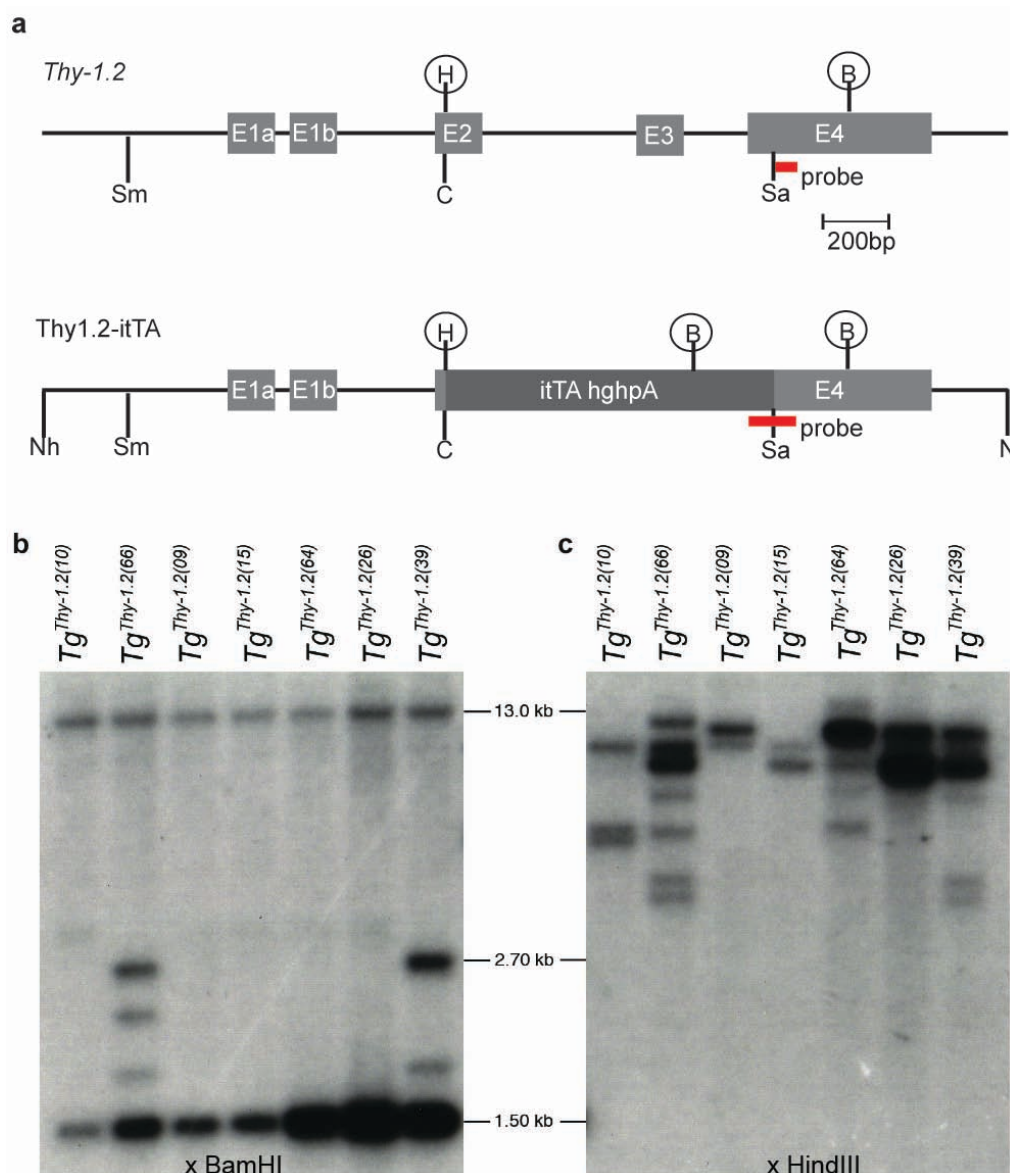 a
Thy-1.2
H
B
E1a E1b E2 E3 E4
Sm C Sa probe
200bp
Thy1.2-itTA
H
B
B
E1a E1b itTA hghpA E4
probe
Nh Sm C Sa N
b
Tg^Thy-1.2(10)
Tg^Thy-1.2(66)
Tg^Thy-1.2(09)
Tg^Thy-1.2(15)
Tg^Thy-1.2(64)
Tg^Thy-1.2(26)
Tg^Thy-1.2(39)
c
Tg^Thy-1.2(10)
Tg^Thy-1.2(66)
Tg^Thy-1.2(09)
Tg^Thy-1.2(15)
Tg^Thy-1.2(64)
Tg^Thy-1.2(26)
Tg^Thy-1.2(39)
13.0 kb
2.70 kb
1.50 kb
x BamHI
x HindIII